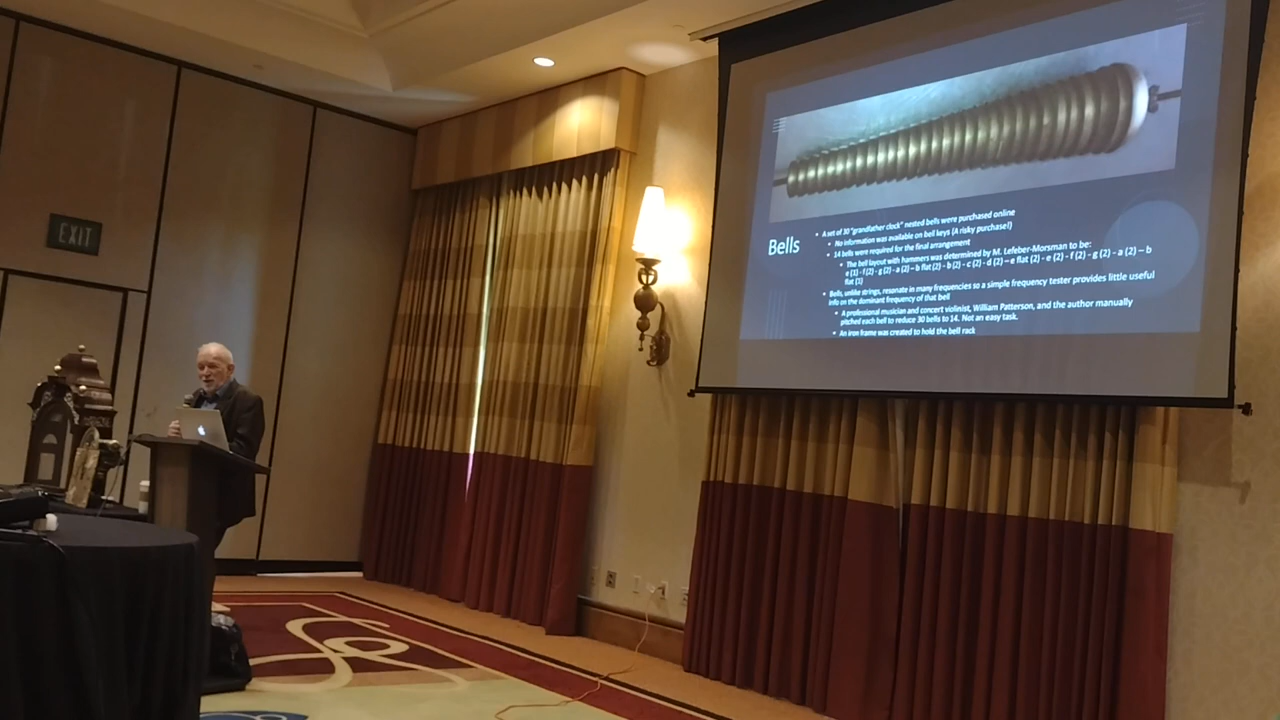 EXIT
Bells
• A set of 30 "grandfather clock" nested bells were purchased online
• No information was available on bell keys (A risky purchase!)
• 14 bells were required for the final arrangement
• The bell layout with hammers was determined by M. Lefeber-Morsman to be:
e (1) - f (2) - g (2) - a (2) – b flat (2) - b (2) - c (2) - d (2) – e flat (2) - e (2) - f (2) - g (2) - a (2) – b
flat (1)
• Bells, unlike strings, resonate in many frequencies so a simple frequency tester provides little useful
info on the dominant frequency of that bell
• A professional musician and concert violinist, William Patterson, and the author manually
pitched each bell to reduce 30 bells to 14. Not an easy task.
• An iron frame was created to hold the bell rack